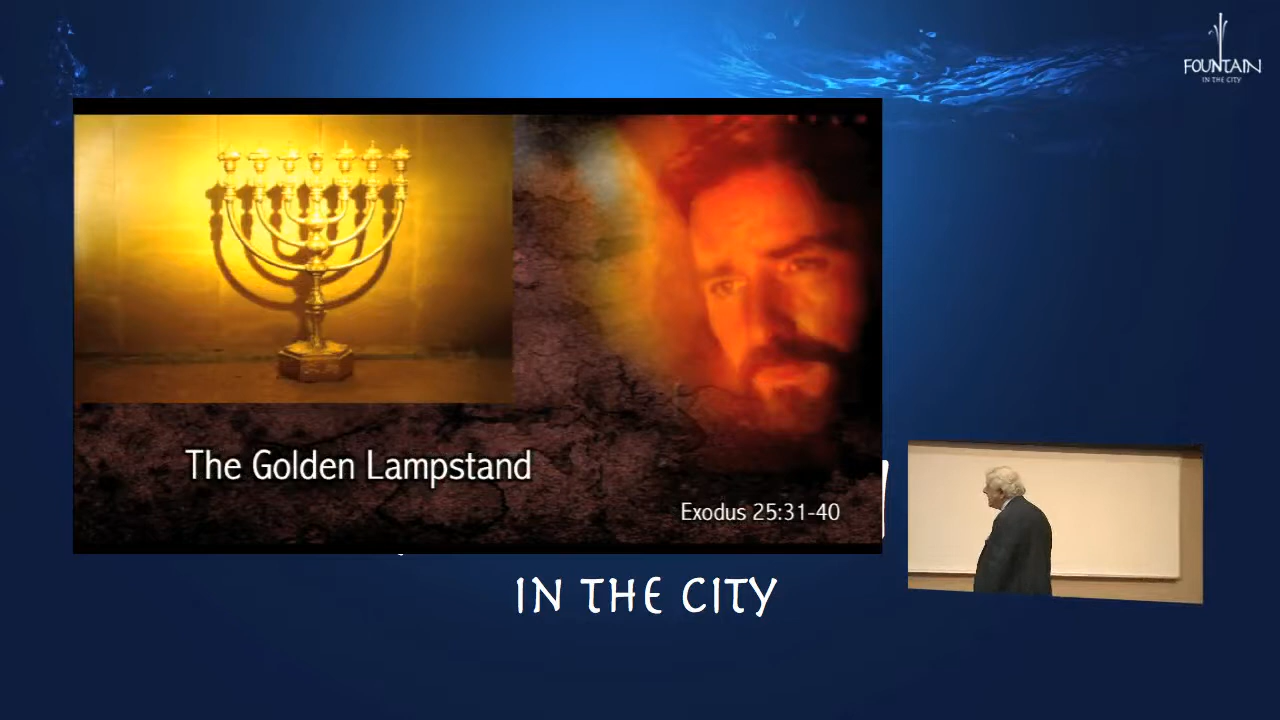 FOUNTAIN
IN THE CITY
The Golden Lampstand
Exodus 25:31-40
IN THE CITY